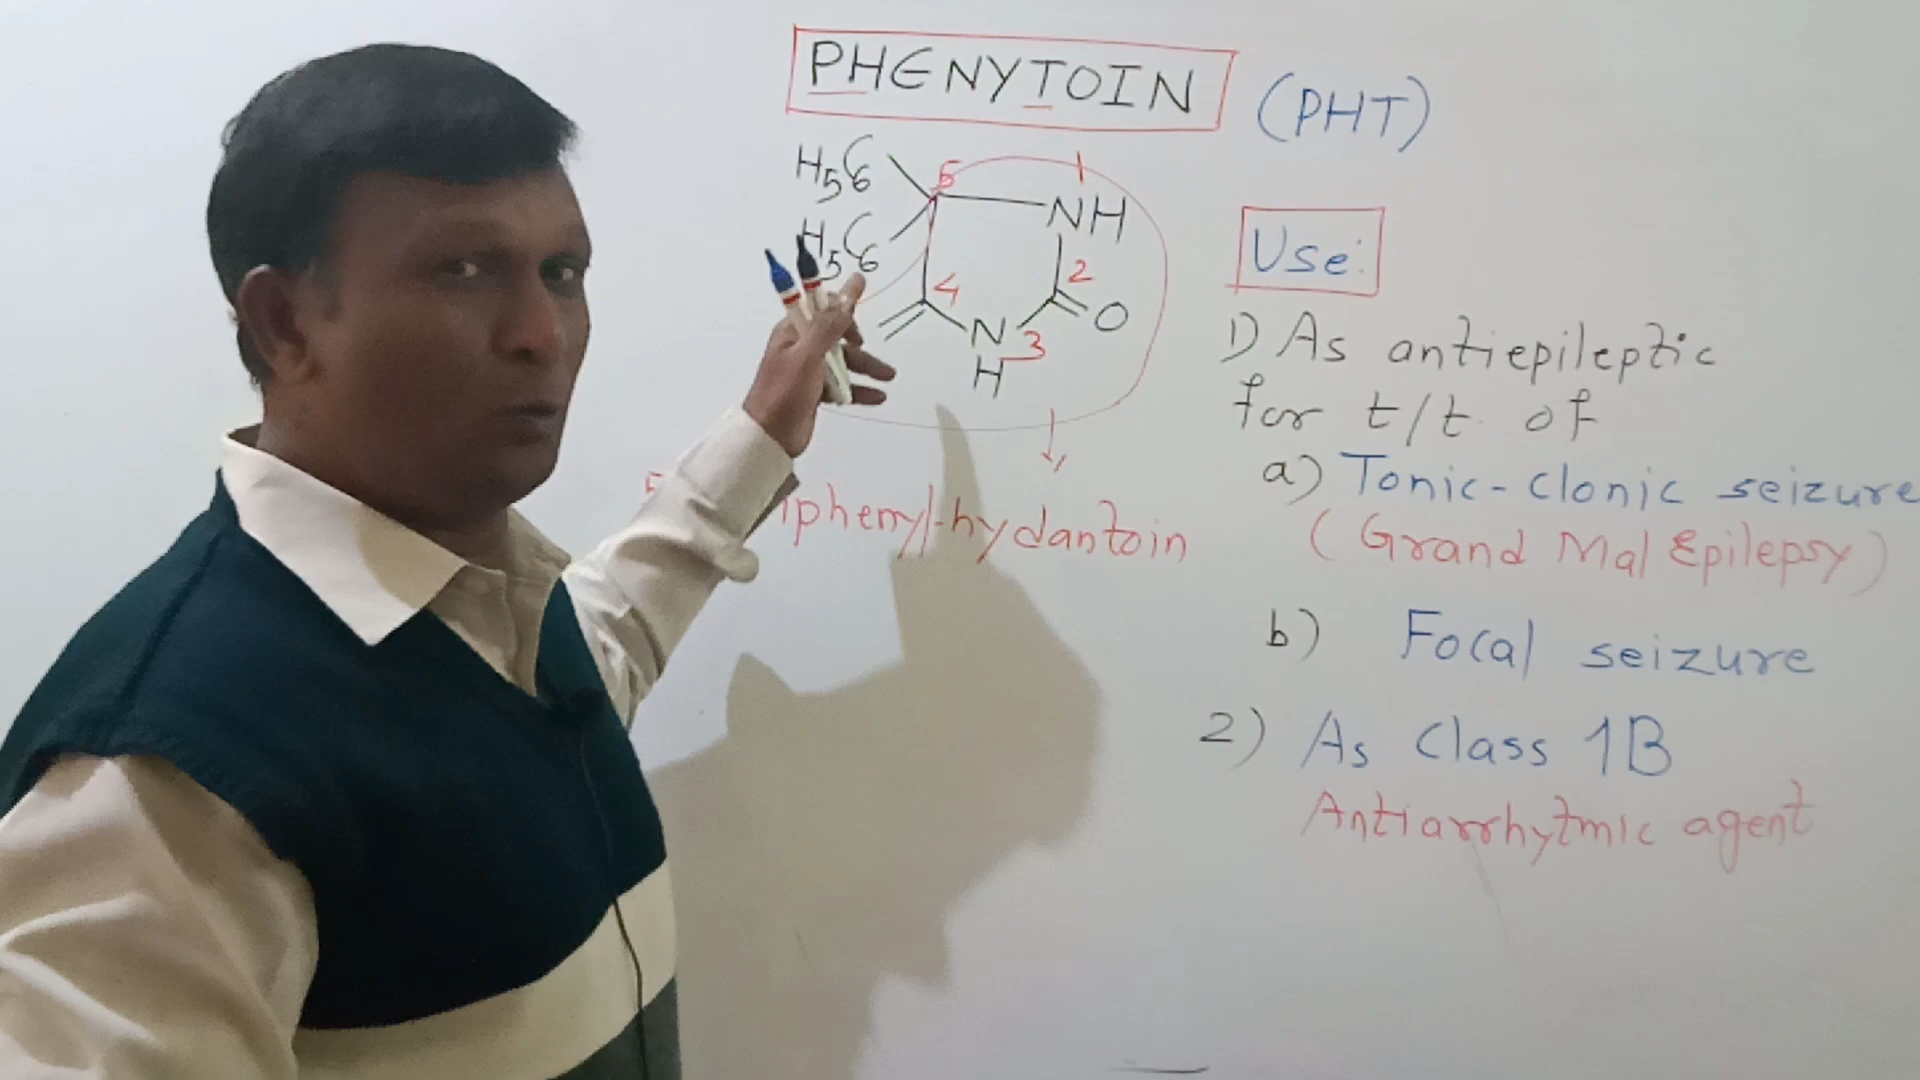 PHENYTOIN (PHT)
H5C6 5 1
NH
H5C6
4 2
O
N 3
H
hydantoin
Use:
1) As antiepileptic
for t/t. of
a) Tonic-clonic seizure
(Grand Mal Epilepsy)
b) Focal seizure
2) As Class 1B
Antiarrhytmic agent